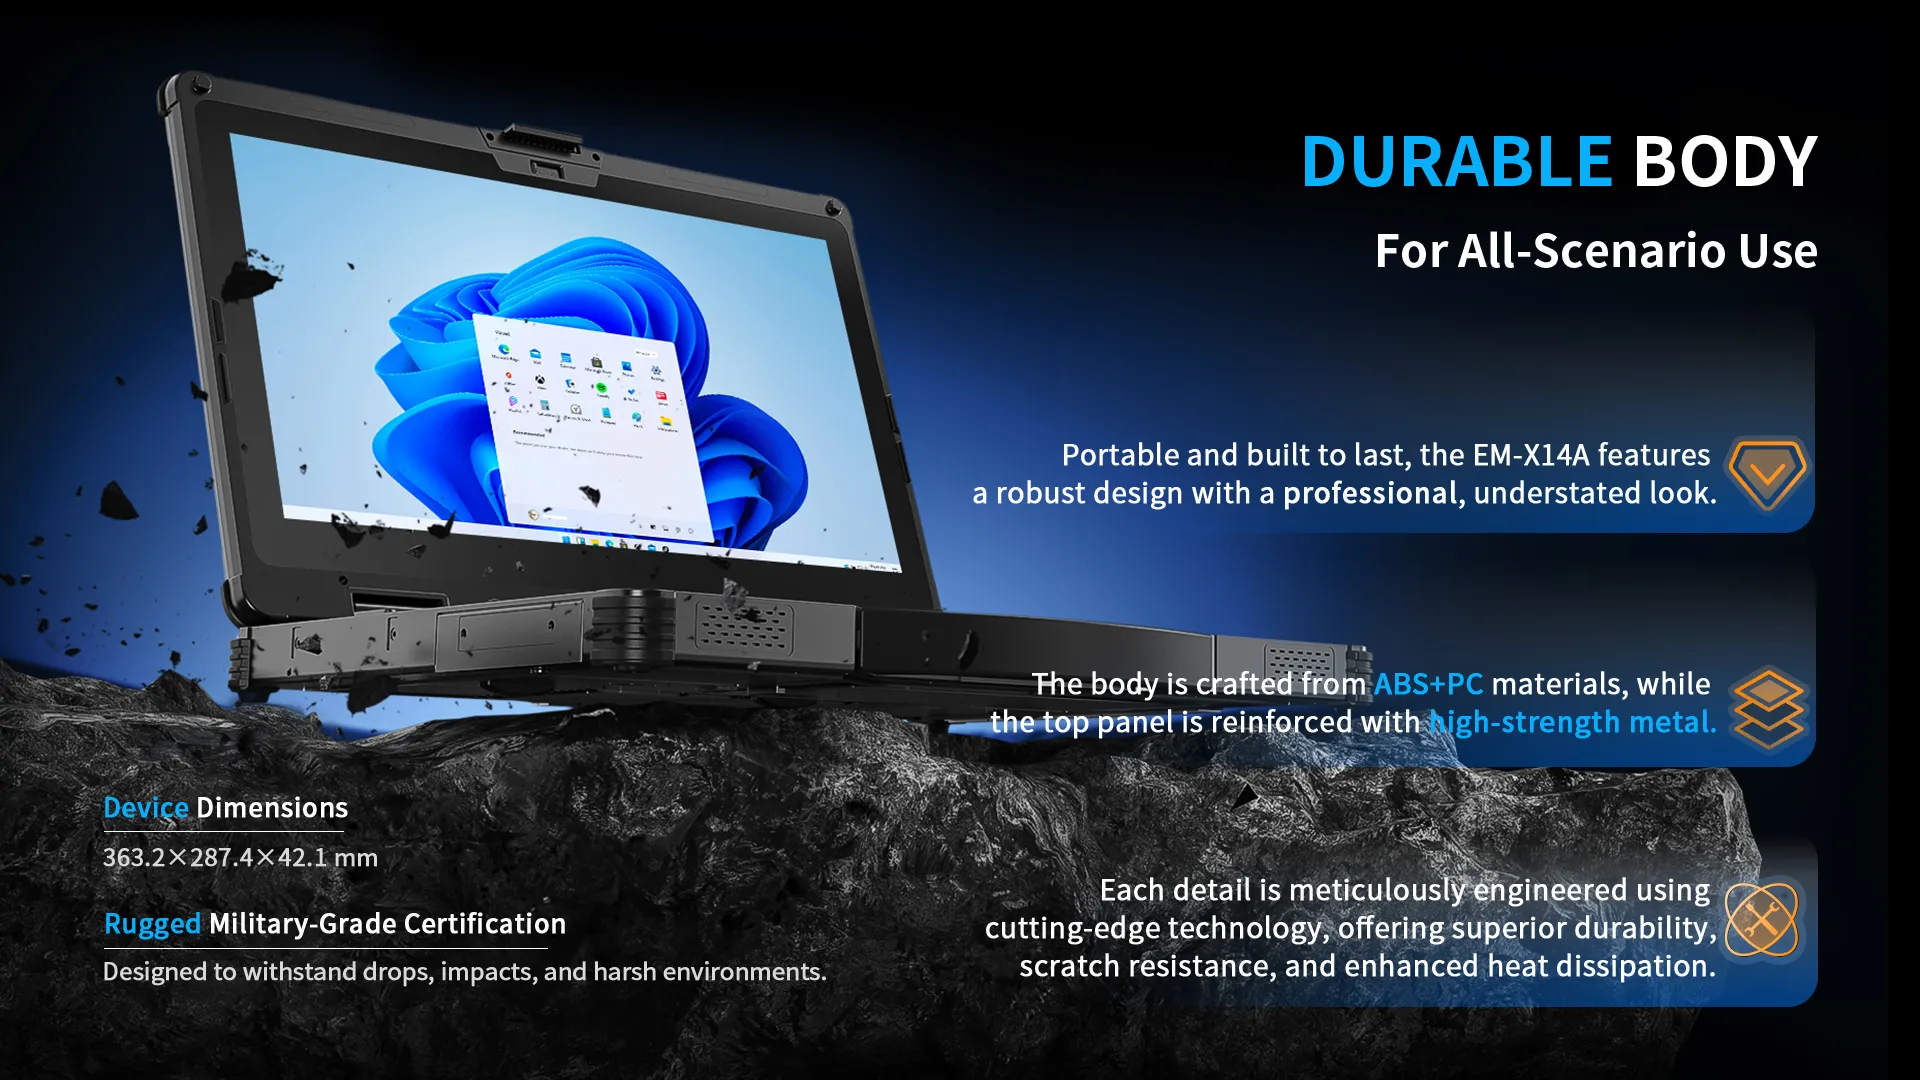 DURABLE BODY
For All-Scenario Use
Portable and built to last, the EM-X14A features
a robust design with a professional, understated look.
The body is crafted from ABS+PC materials, while
the top panel is reinforced with high-strength metal.
Each detail is meticulously engineered using
cutting-edge technology, offering superior durability,
scratch resistance, and enhanced heat dissipation.
Device Dimensions
363.2×287.4×42.1 mm
Rugged Military-Grade Certification
Designed to withstand drops, impacts, and harsh environments.